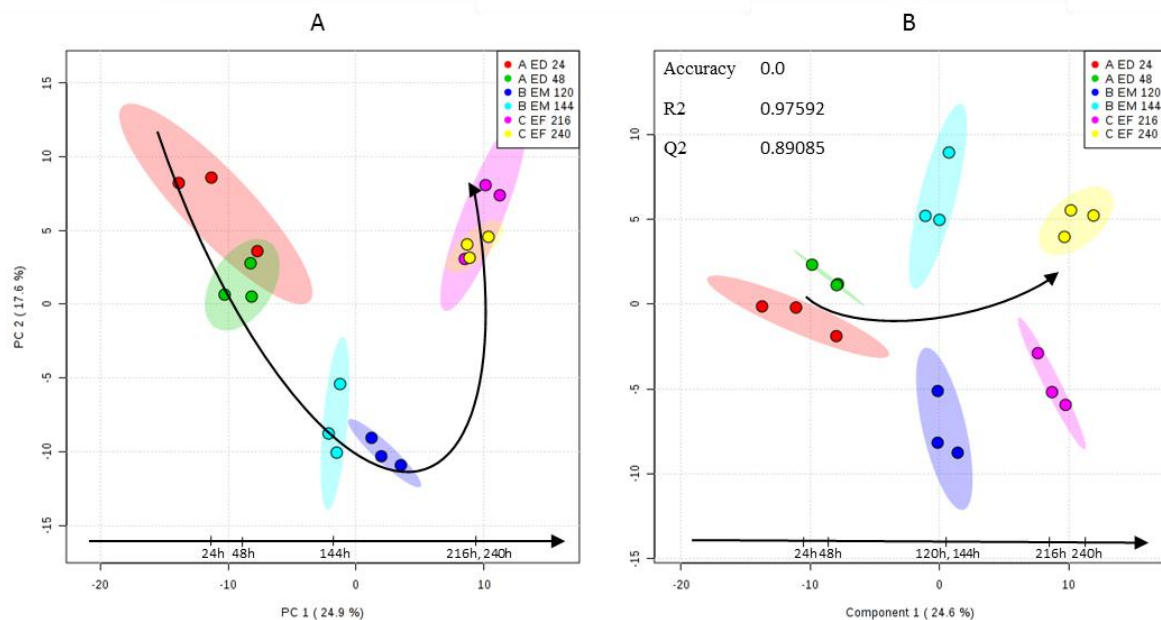 A
A ED 24
A ED 48
B EM 120
B EM 144
C EF 216
C EF 240
15
10
5
0
-5
-10
-15
PC 2 ( 17.6 %)
24h 48h
144h
216h, 240h
-20
-10
0
10
PC 1 ( 24.9 %)
B
Accuracy 0.0
R2 0.97592
Q2 0.89085
A ED 24
A ED 48
B EM 120
B EM 144
C EF 216
C EF 240
10
5
0
-5
-10
-15
24h 48h
120h, 144h
216h 240h
-20
-10
0
10
Component 1 ( 24.6 %)